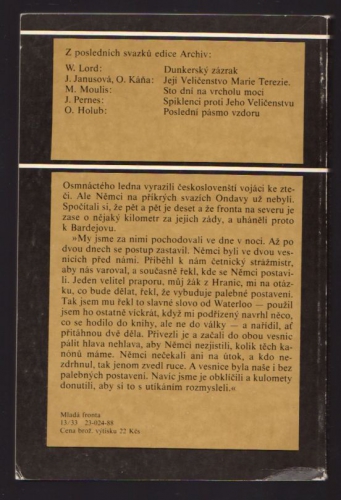 Z posledních svazků edice Archiv:
W. Lord: Dunkerský zázrak
J. Janusová, O. Káňa: Její Veličenstvo Marie Terezie.
M. Moulis: Sto dní na vrcholu moci
J. Pernes: Spiklenci proti Jeho Veličenstvu
O. Holub: Poslední pásmo vzdoru
Osmnáctého ledna vyrazili českoslovenští vojáci ke zte-
či. Ale Němci na příkrých svazích Ondavy už nebyli.
Spočítali si, že pět a pět je deset a že fronta na severu je
zase o nějaký kilometr za jejich zády, a uháněli proto
k Bardejovu.
»My jsme za nimi pochodovali ve dne v noci. Až po
dvou dnech se postup zastavil. Němci byli ve dvou ves-
nicích před námi. Přiběhl k nám četnický strážmistr,
aby nás varoval, a současně řekl, kde se Němci postavi-
li. Jeden velitel praporu, můj žák z Hranic, mi na otáz-
ku, co bude dělat, řekl, že vybuduje palebné postavení.
Tak jsem mu řekl to slavné slovo od Waterloo – použil
jsem ho ostatně víckrát, když mi podřízený navrhl něco,
co se hodilo do knihy, ale ne do války – a nařídil, ať
přitáhnou dvě děla. Přivezli je a začali do obou vesnic
pálit hlava nehlava, aby Němci nezjistili, kolik těch ka-
nónů máme. Němci nečekali ani na útok, a kdo ne-
zdrhnul, tak jenom zvedl ruce. A vesnice byla naše i bez
palebných postavení. Navíc jsme je obklíčili a kulomety
donutili, aby si to s utíkáním rozmysleli.«
Mladá fronta
13/33 23-024-88
Cena brož. výtisku 22 Kčs